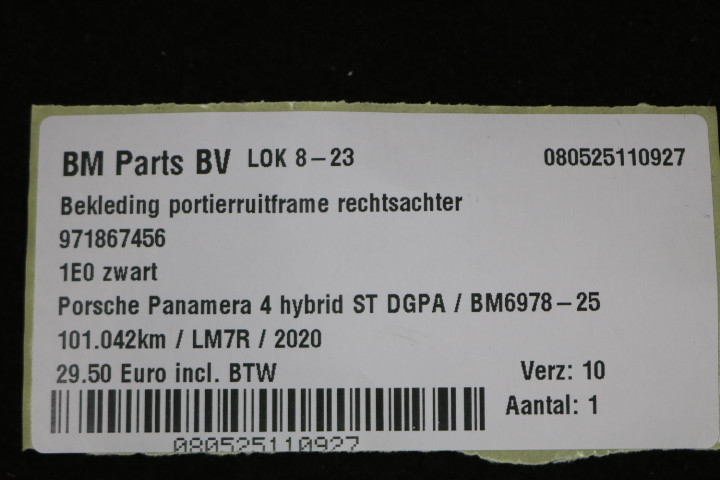 BM Parts BV LOK 8-23 080525110927
Bekleding portierruitframe rechtsachter
971867456
1E0 zwart
Porsche Panamera 4 hybrid ST DGPA / BM6978-25
101.042km / LM7R / 2020
29.50 Euro incl. BTW Verz: 10
Aantal: 1
080525110927